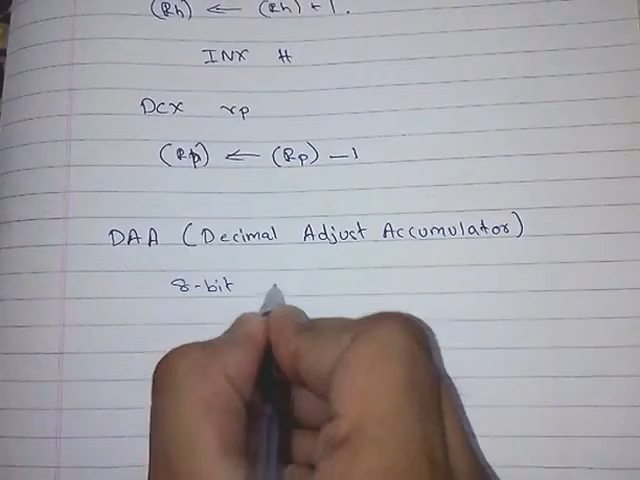 (Rh) ← (Rh) + 1.
INX H
DCX rp
(Rp) ← (Rp) – 1
DAA (Decimal Adjust Accumulator)
8-bit